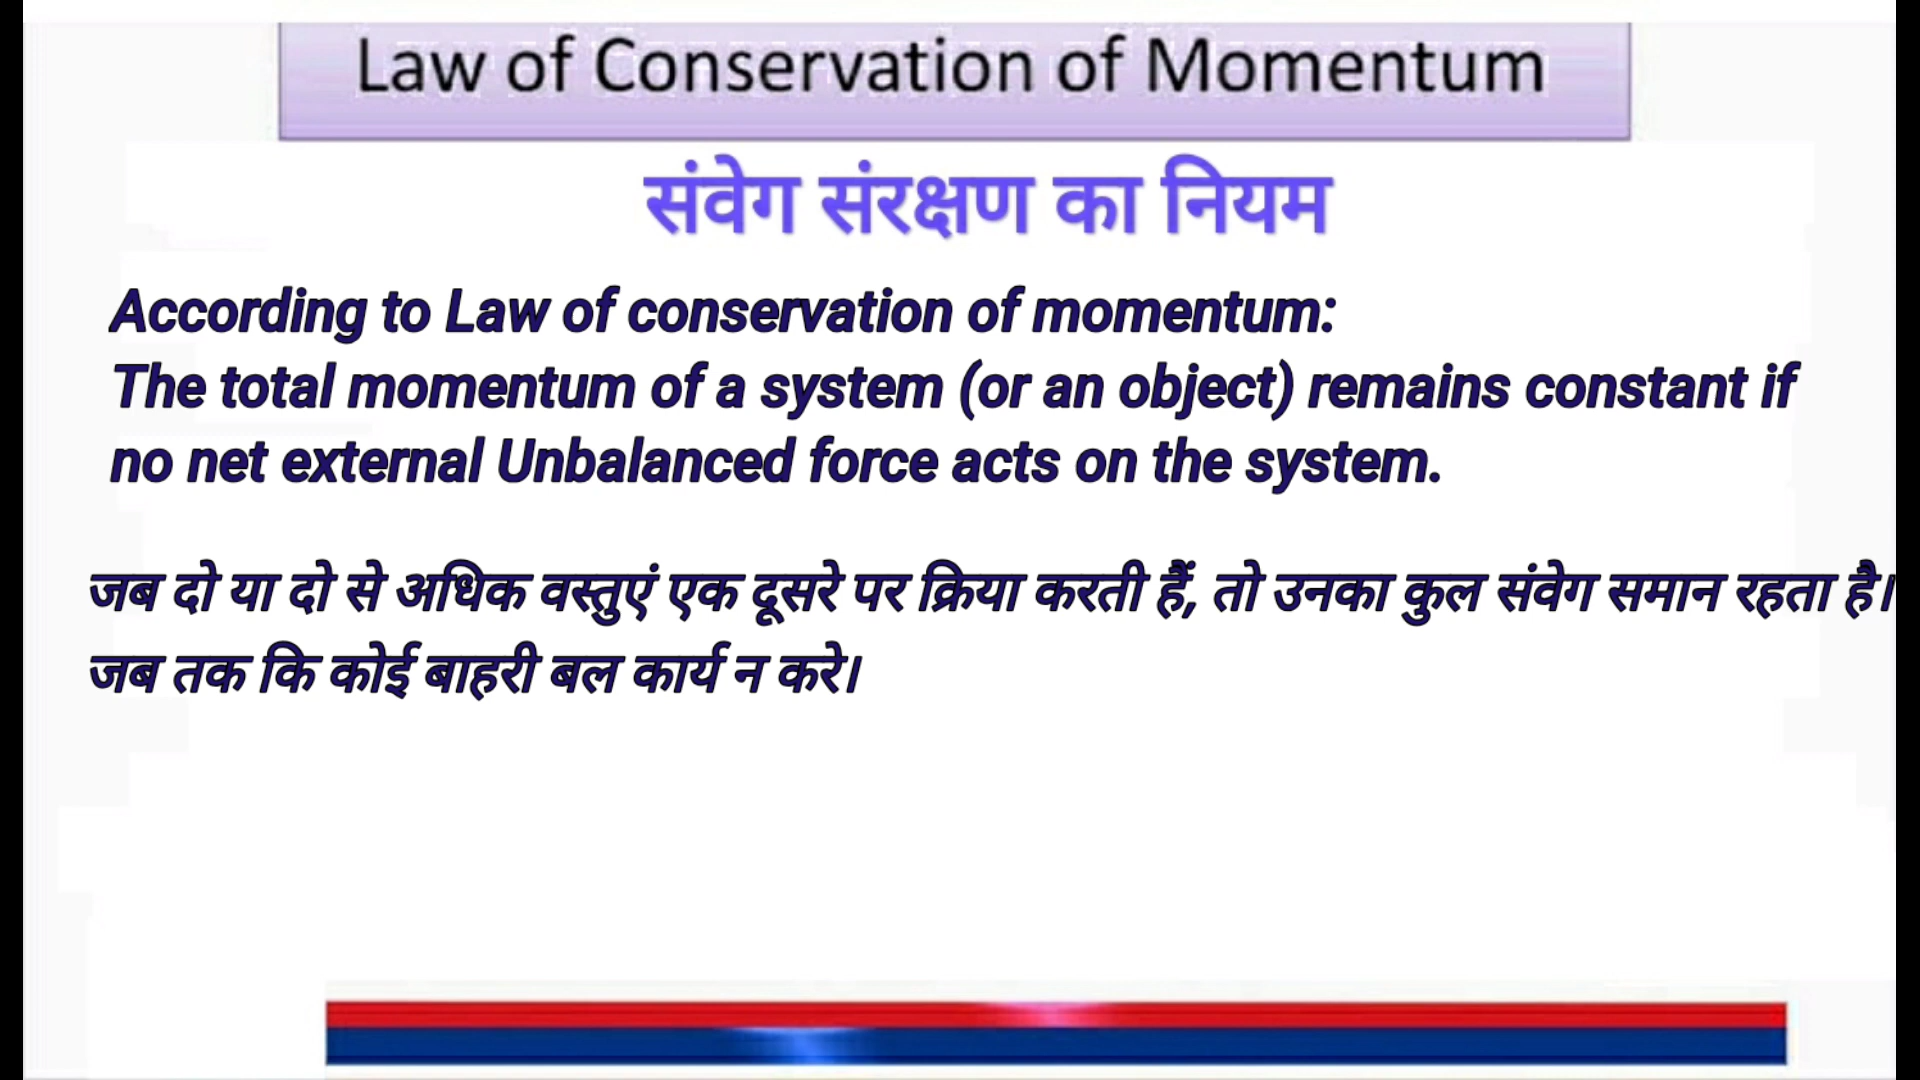 Law of Conservation of Momentum
संवेग संरक्षण का नियम
According to Law of conservation of momentum:
The total momentum of a system (or an object) remains constant if
no net external Unbalanced force acts on the system.
जब दो या दो से अधिक वस्तुएं एक दूसरे पर क्रिया करती हैं, तो उनका कुल संवेग समान रहता है।
जब तक कि कोई बाहरी बल कार्य न करे।